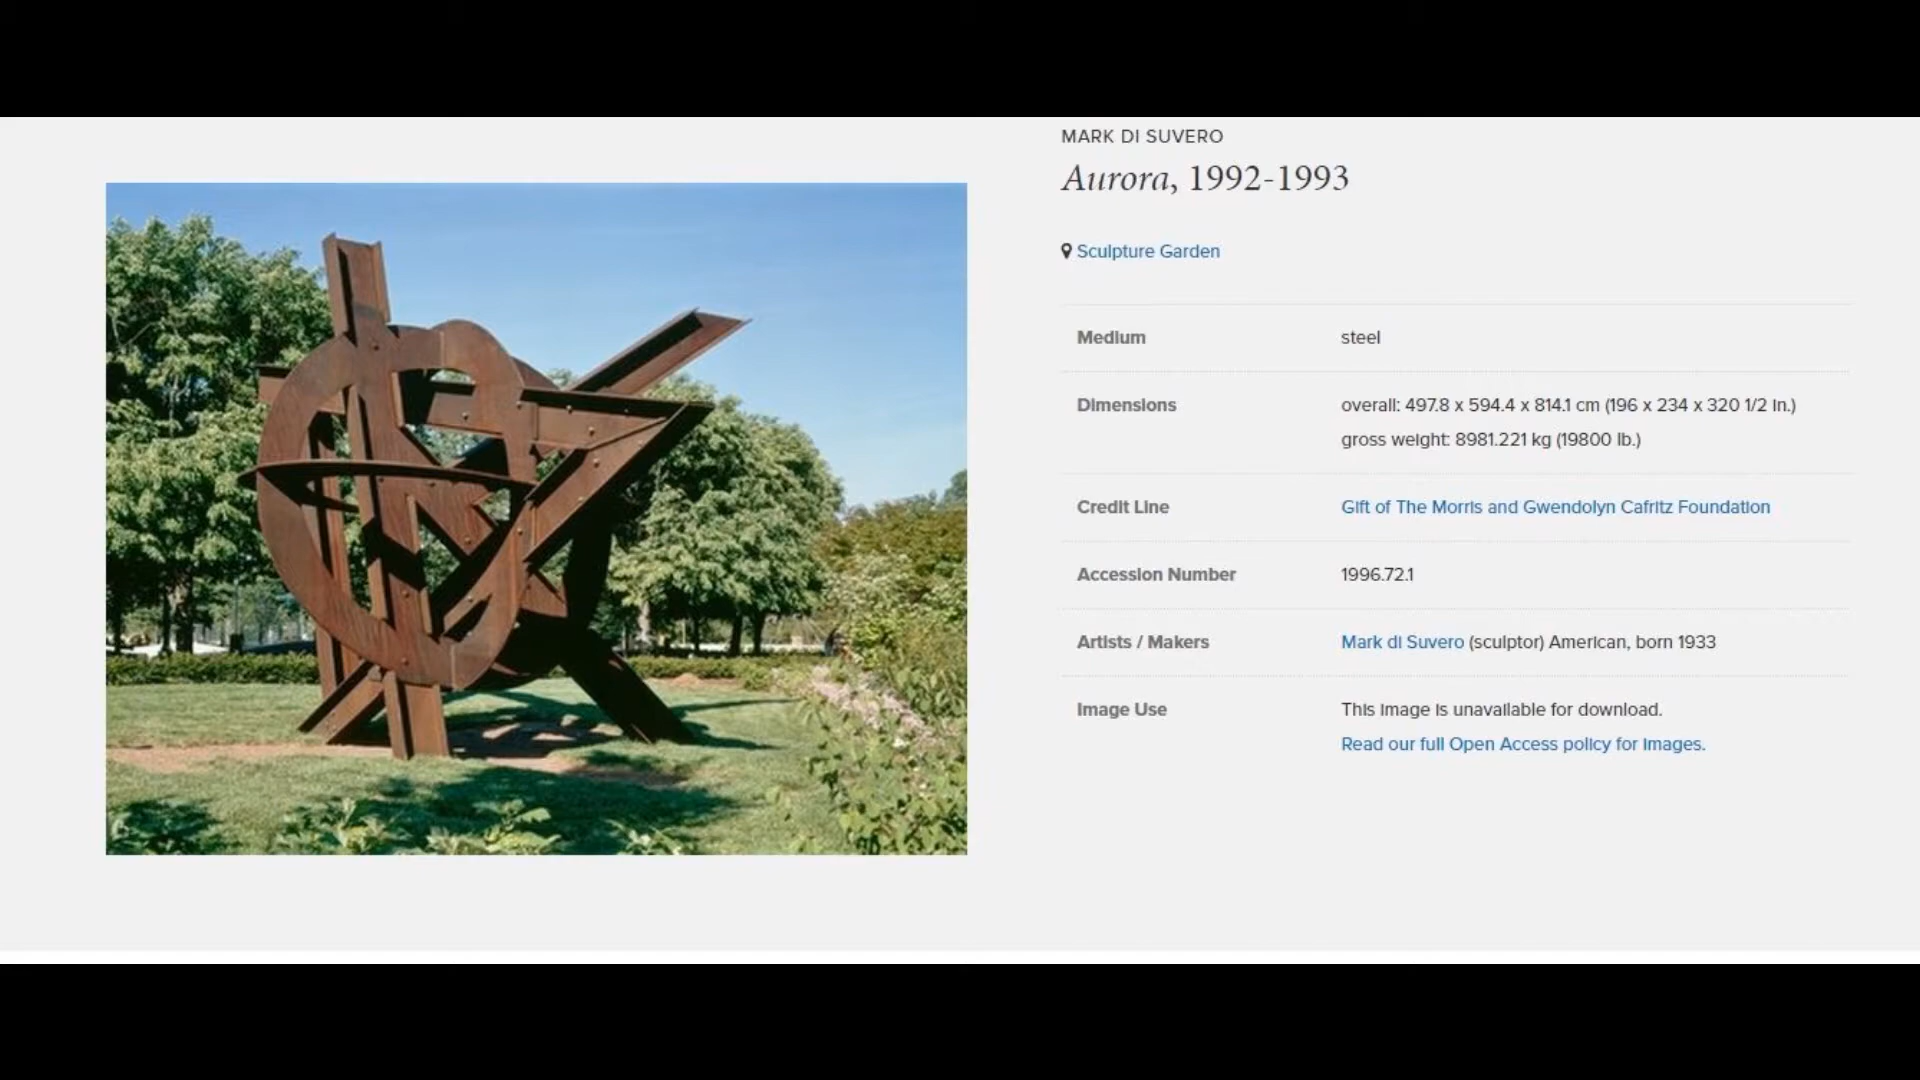 MARK DI SUVERO
Aurora, 1992-1993
Sculpture Garden
Medium steel
Dimensions overall: 497.8 x 594.4 x 814.1 cm (196 x 234 x 320 1/2 in.)
gross weight: 8981.221 kg (19800 lb.)
Credit Line Gift of The Morris and Gwendolyn Cafritz Foundation
Accession Number 1996.72.1
Artists / Makers Mark di Suvero (sculptor) American, born 1933
Image Use This image is unavailable for download.
Read our full Open Access policy for images.